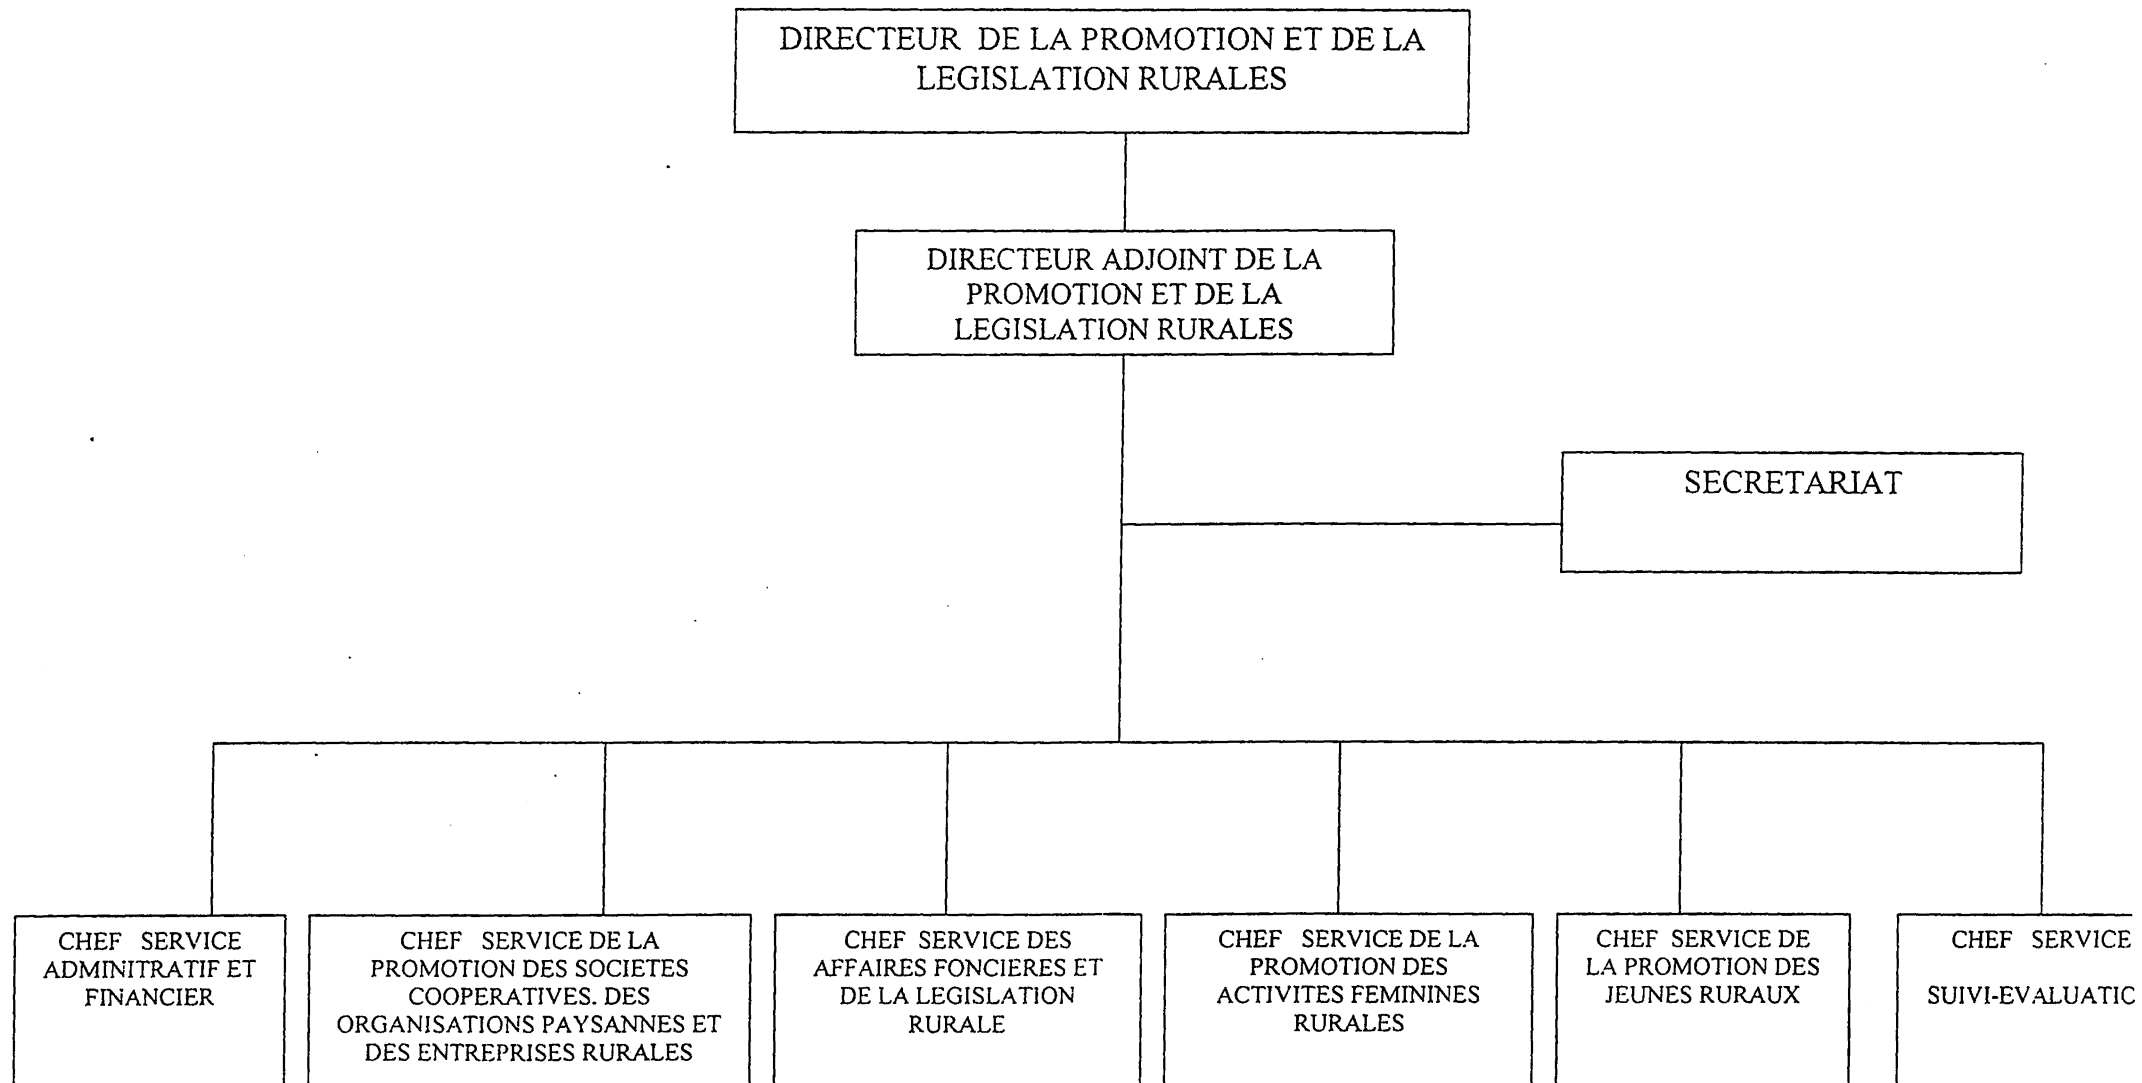 DIRECTEUR DE LA PROMOTION ET DE LA
LEGISLATION RURALES
DIRECTEUR ADJOINT DE LA
PROMOTION ET DE LA
LEGISLATION RURALES
SECRETARIAT
CHEF SERVICE
ADMINITRATIF ET
FINANCIER
CHEF SERVICE DE LA
PROMOTION DES SOCIETES
COOPERATIVES. DES
ORGANISATIONS PAYSANNES ET
DES ENTREPRISES RURALES
CHEF SERVICE DES
AFFAIRES FONCIERES ET
DE LA LEGISLATION
RURALE
CHEF SERVICE DE LA
PROMOTION DES
ACTIVITES FEMININES
RURALES
CHEF SERVICE DE
LA PROMOTION DES
JEUNES RURAUX
CHEF SERVICE
SUIVI-EVALUATIO